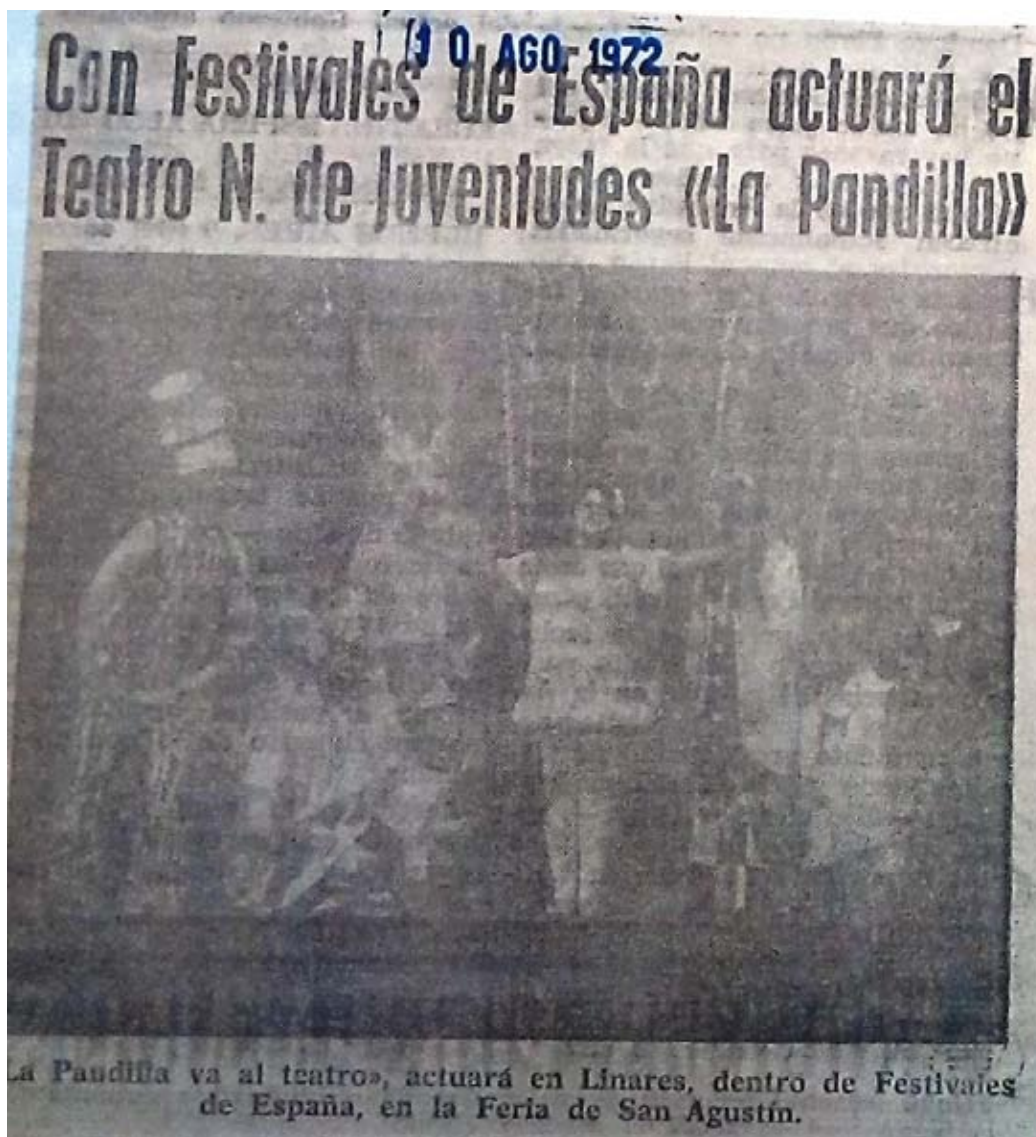 10 AGO 1972
Con Festivales de España actuará el
Teatro N. de Juventudes «La Pandilla»
La Pandilla va al teatro», actuará en Linares, dentro de Festivales
de España, en la Feria de San Agustín.